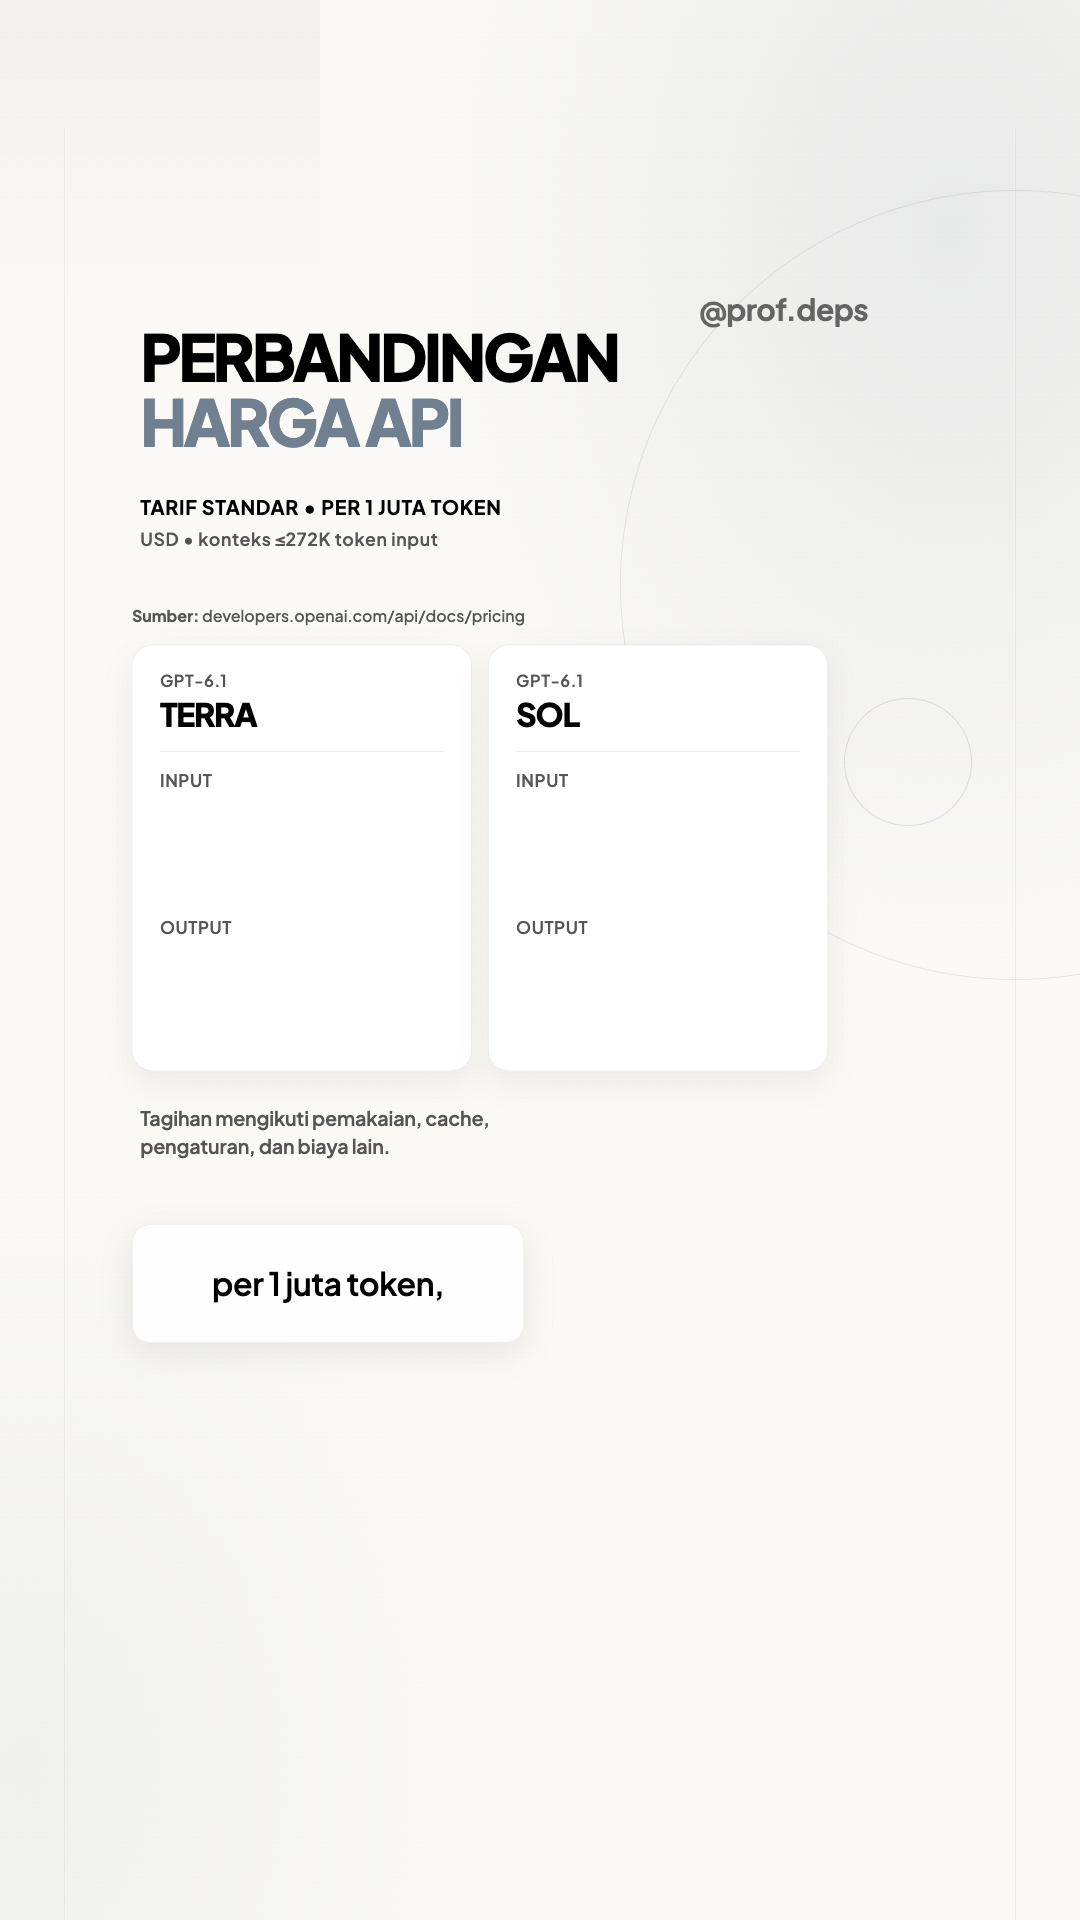 @prof.deps
PERBANDINGAN
HARGA API
TARIF STANDAR • PER 1 JUTA TOKEN
USD • konteks ≤272K token input
Sumber: developers.openai.com/api/docs/pricing
GPT-6.1
TERRA
INPUT
OUTPUT
GPT-6.1
SOL
INPUT
OUTPUT
Tagihan mengikuti pemakaian, cache,
pengaturan, dan biaya lain.
per 1 juta token,